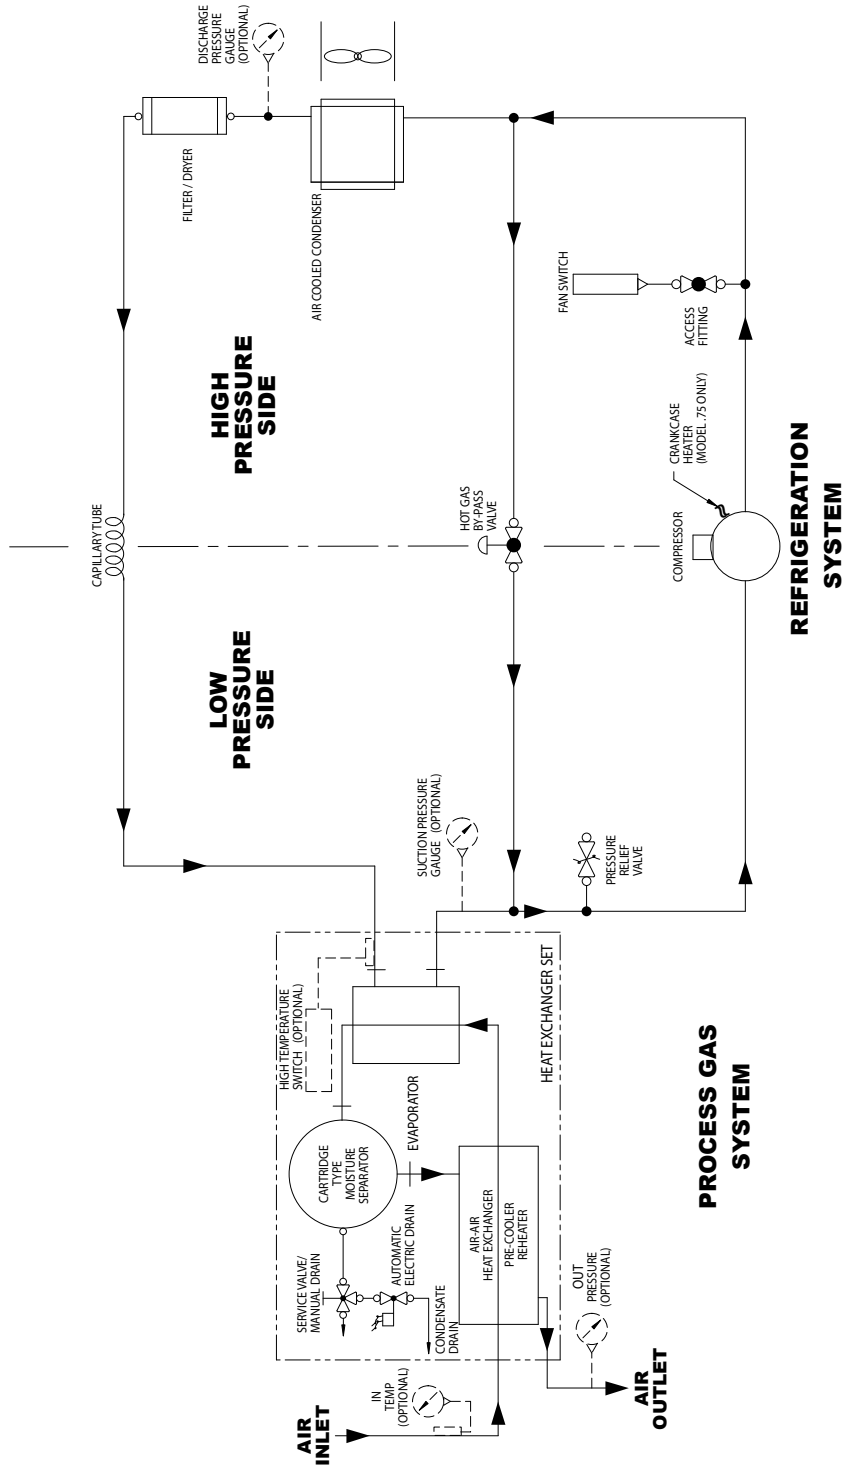 DISCHARGE
PRESSURE
GAUGE
(OPTIONAL)
FILTER / DRYER
AIR COOLED CONDENSER
FAN SWITCH
ACCESS
FITTING
HIGH
PRESSURE
SIDE
CAPILLARY TUBE
HOT GAS
BY-PASS
VALVE
CRANKCASE
HEATER
(MODEL .75 ONLY)
COMPRESSOR
REFRIGERATION
SYSTEM
LOW
PRESSURE
SIDE
SUCTION PRESSURE
GAUGE (OPTIONAL)
PRESSURE
RELIEF
VALVE
HIGH TEMPERATURE
SWITCH (OPTIONAL)
HEAT EXCHANGER SET
EVAPORATOR
CARTRIDGE
TYPE
MOISTURE
SEPARATOR
SERVICE VALVE/
MANUAL DRAIN
AUTOMATIC
ELECTRIC DRAIN
CONDENSATE
DRAIN
AIR-AIR
HEAT EXCHANGER
PRE-COOLER
REHEATER
PROCESS GAS
SYSTEM
IN
TEMP
(OPTIONAL)
OUT
PRESSURE
(OPTIONAL)
AIR
INLET
AIR
OUTLET